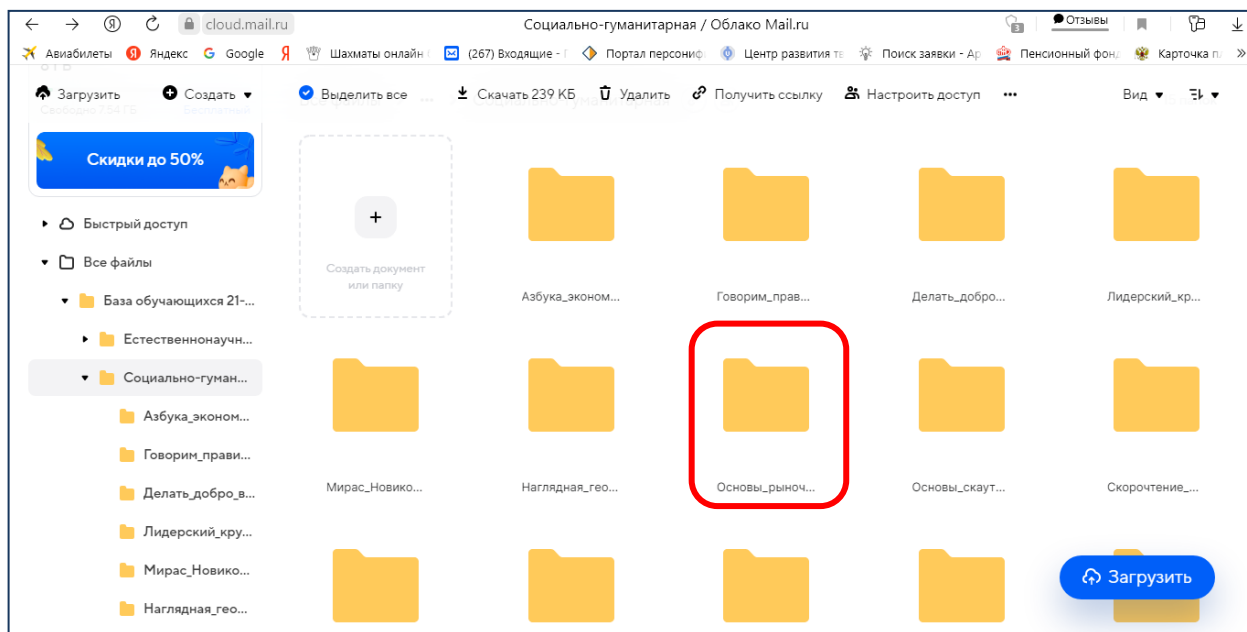 cloud.mail.ru
Социально-гуманитарная / Облако Mail.ru
3
Отзывы
Авиабилеты
Яндекс
Google
Шахматы онлайн
(267) Входящие - Г
Портал персониф
Центр развития тв
Поиск заявки - Ар
Пенсионный фонд
Карточка п
Загрузить
Создать
Выделить все
Скачать 239 КБ
Удалить
Получить ссылку
Настроить доступ
Вид
Скидки до 50%
Быстрый доступ
Все файлы
База обучающихся 21-...
Естественнонаучн...
Социально-гуман...
Азбука_эконом...
Говорим_прави...
Делать_добро_в...
Лидерский_кру...
Мирас_Новико...
Наглядная_гео...
Создать документ
или папку
Азбука_эконом...
Говорим_прав...
Делать_добро...
Лидерский_кр...
Мирас_Новико...
Наглядная_гео...
Основы_рыноч...
Основы_скаут...
Скорочтение_...
Загрузить